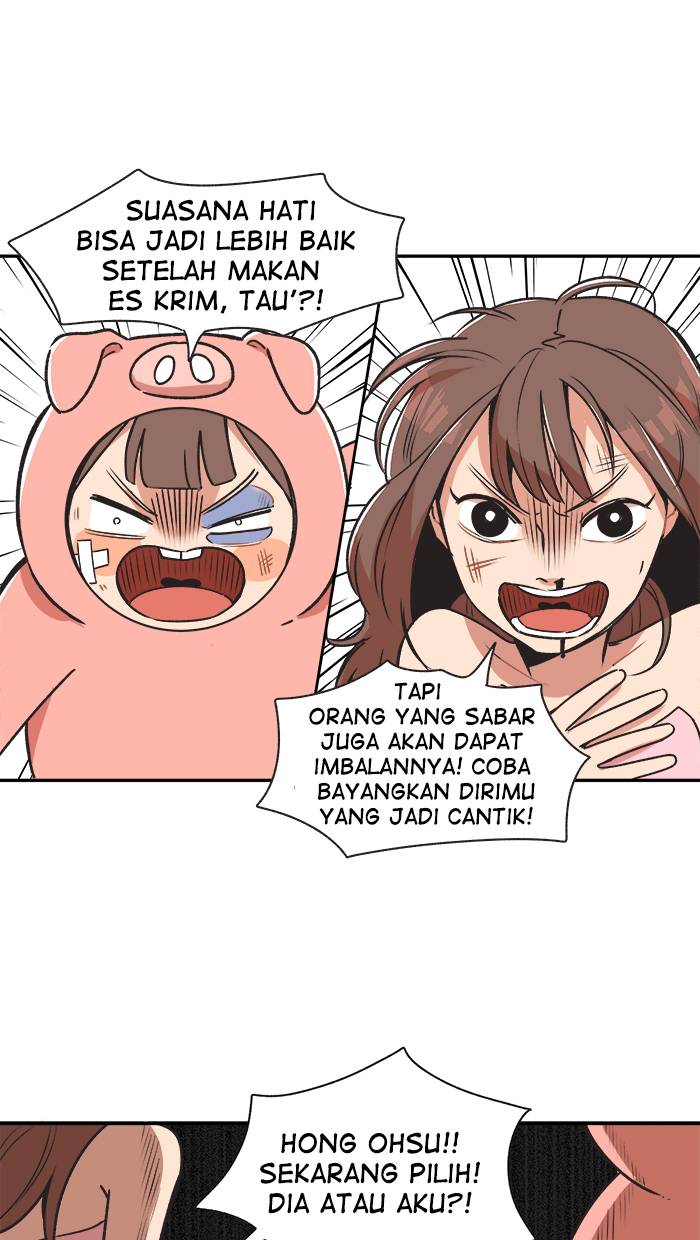 SUASANA HATI
BISA JADI LEBIH BAIK
SETELAH MAKAN
ES KRIM, TAU'?!
TAPI
ORANG YANG SABAR
JUGA AKAN DAPAT
IMBALANNYA! COBA
BAYANGKAN DIRIMU
YANG JADI CANTIK!
HONG OHSU!!
SEKARANG PILIH!
DIA ATAU AKU?!